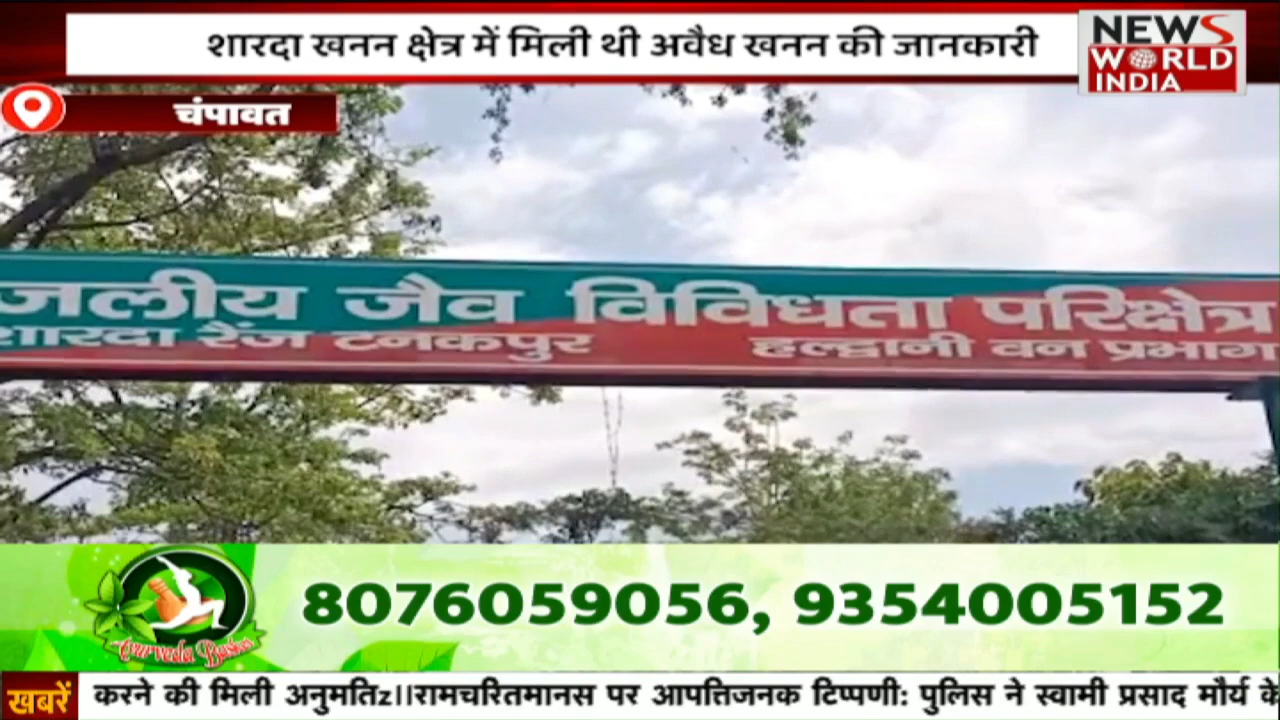 शारदा खनन क्षेत्र में मिली थी अवैध खनन की जानकारी
NEWS
WORLD
INDIA
चंपावत
जलीय जैव विविधता परिक्षेत्र
शारदा रैंज टनकपुर हल्द्वानी वन प्रभाग
8076059056, 9354005152
Ayurveda
खबरें करने की मिली अनुमतिz||रामचरितमानस पर आपत्तिजनक टिप्पणी: पुलिस ने स्वामी प्रसाद मौर्य के